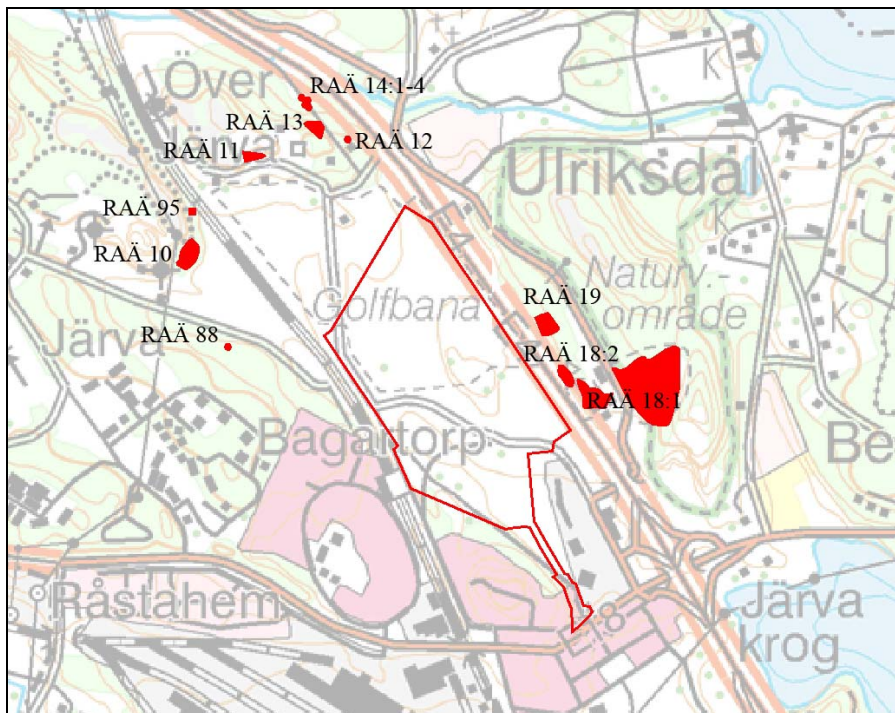 RAÄ 14:1-4
Över
Järva
RAÄ 13
RAÄ 12
RAÄ 11
K
Ulriksdal
RAÄ 95
RAÄ 10
K
Naturv.-
område
Golfbana
RAÄ 19
K
Järva
RAÄ 88
RAÄ 18:2
RAÄ 18:1
Bagartorp
Be
Råstahem
E18
Järva
krog